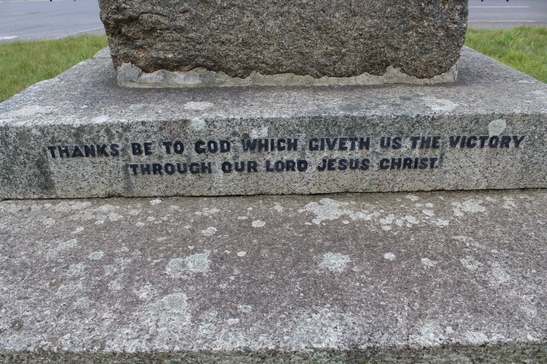 THANKS BE TO GOD WHICH GIVETH US THE VICTORY
THROUGH OUR LORD JESUS CHRIST